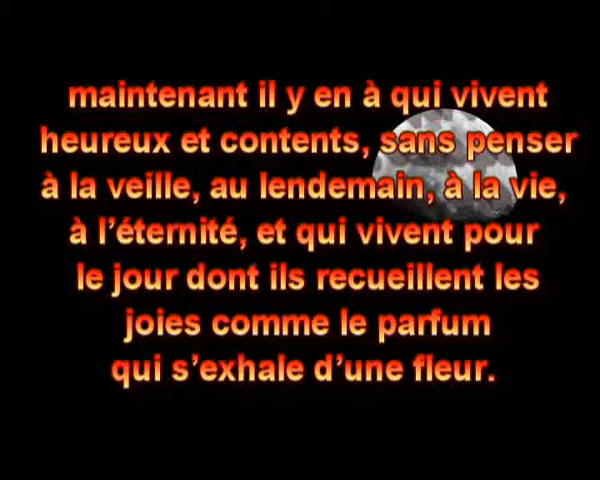 maintenant il y en à qui vivent
heureux et contents, sans penser
à la veille, au lendemain, à la vie,
à l’éternité, et qui vivent pour
le jour dont ils recueillent les
joies comme le parfum
qui s’exhale d’une fleur.